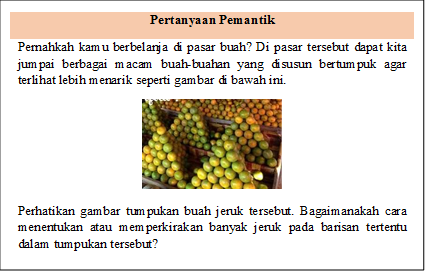 Pertanyaan Pemantik
Pernahkah kamu berbelanja di pasar buah? Di pasar tersebut dapat kita
jumpai berbagai macam buah-buahan yang disusun bertumpuk agar
terlihat lebih menarik seperti gambar di bawah ini.
Perhatikan gambar tumpukan buah jeruk tersebut. Bagaimanakah cara
menentukan atau memperkirakan banyak jeruk pada barisan tertentu
dalam tumpukan tersebut?